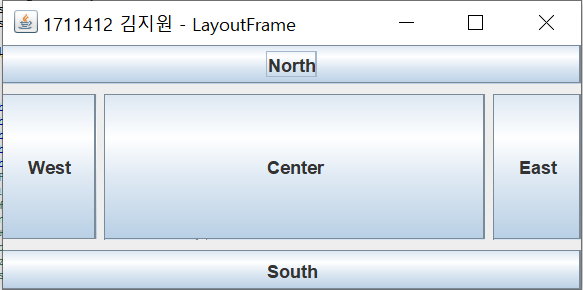 1711412 김지원 - LayoutFrame
North
West Center East
South